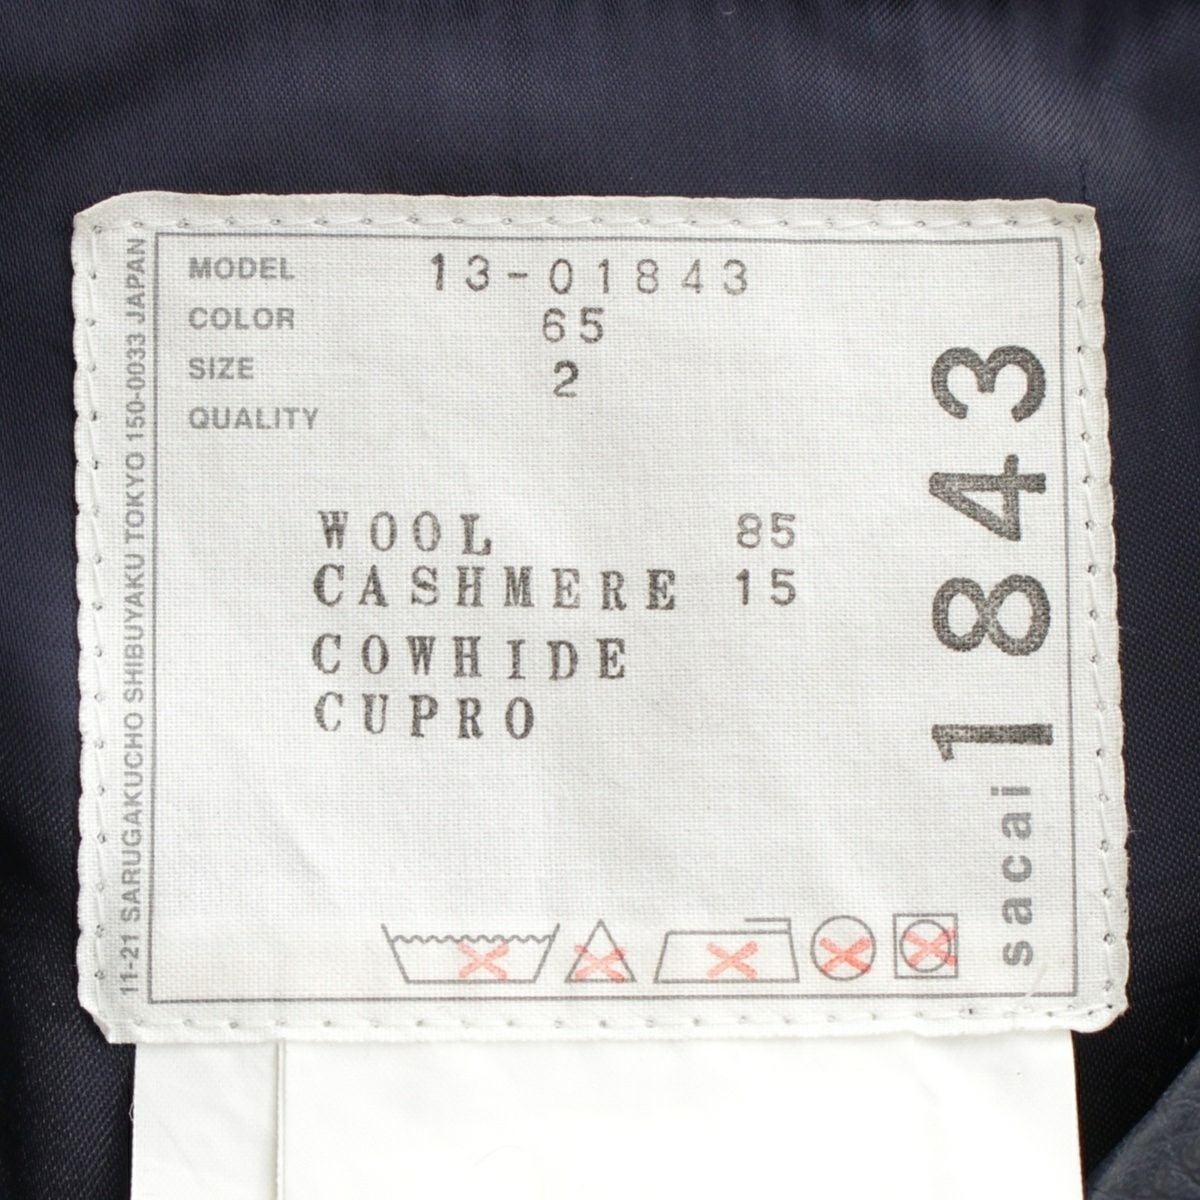 MODEL 13-01843
COLOR 65
SIZE 2
QUALITY
WOOL 85
CASHMERE 15
COWHIDE
CUPRO
sacai 1843
11-21 SARUGAKUCHO SHIBUYAKU TOKYO 150-0033 JAPAN